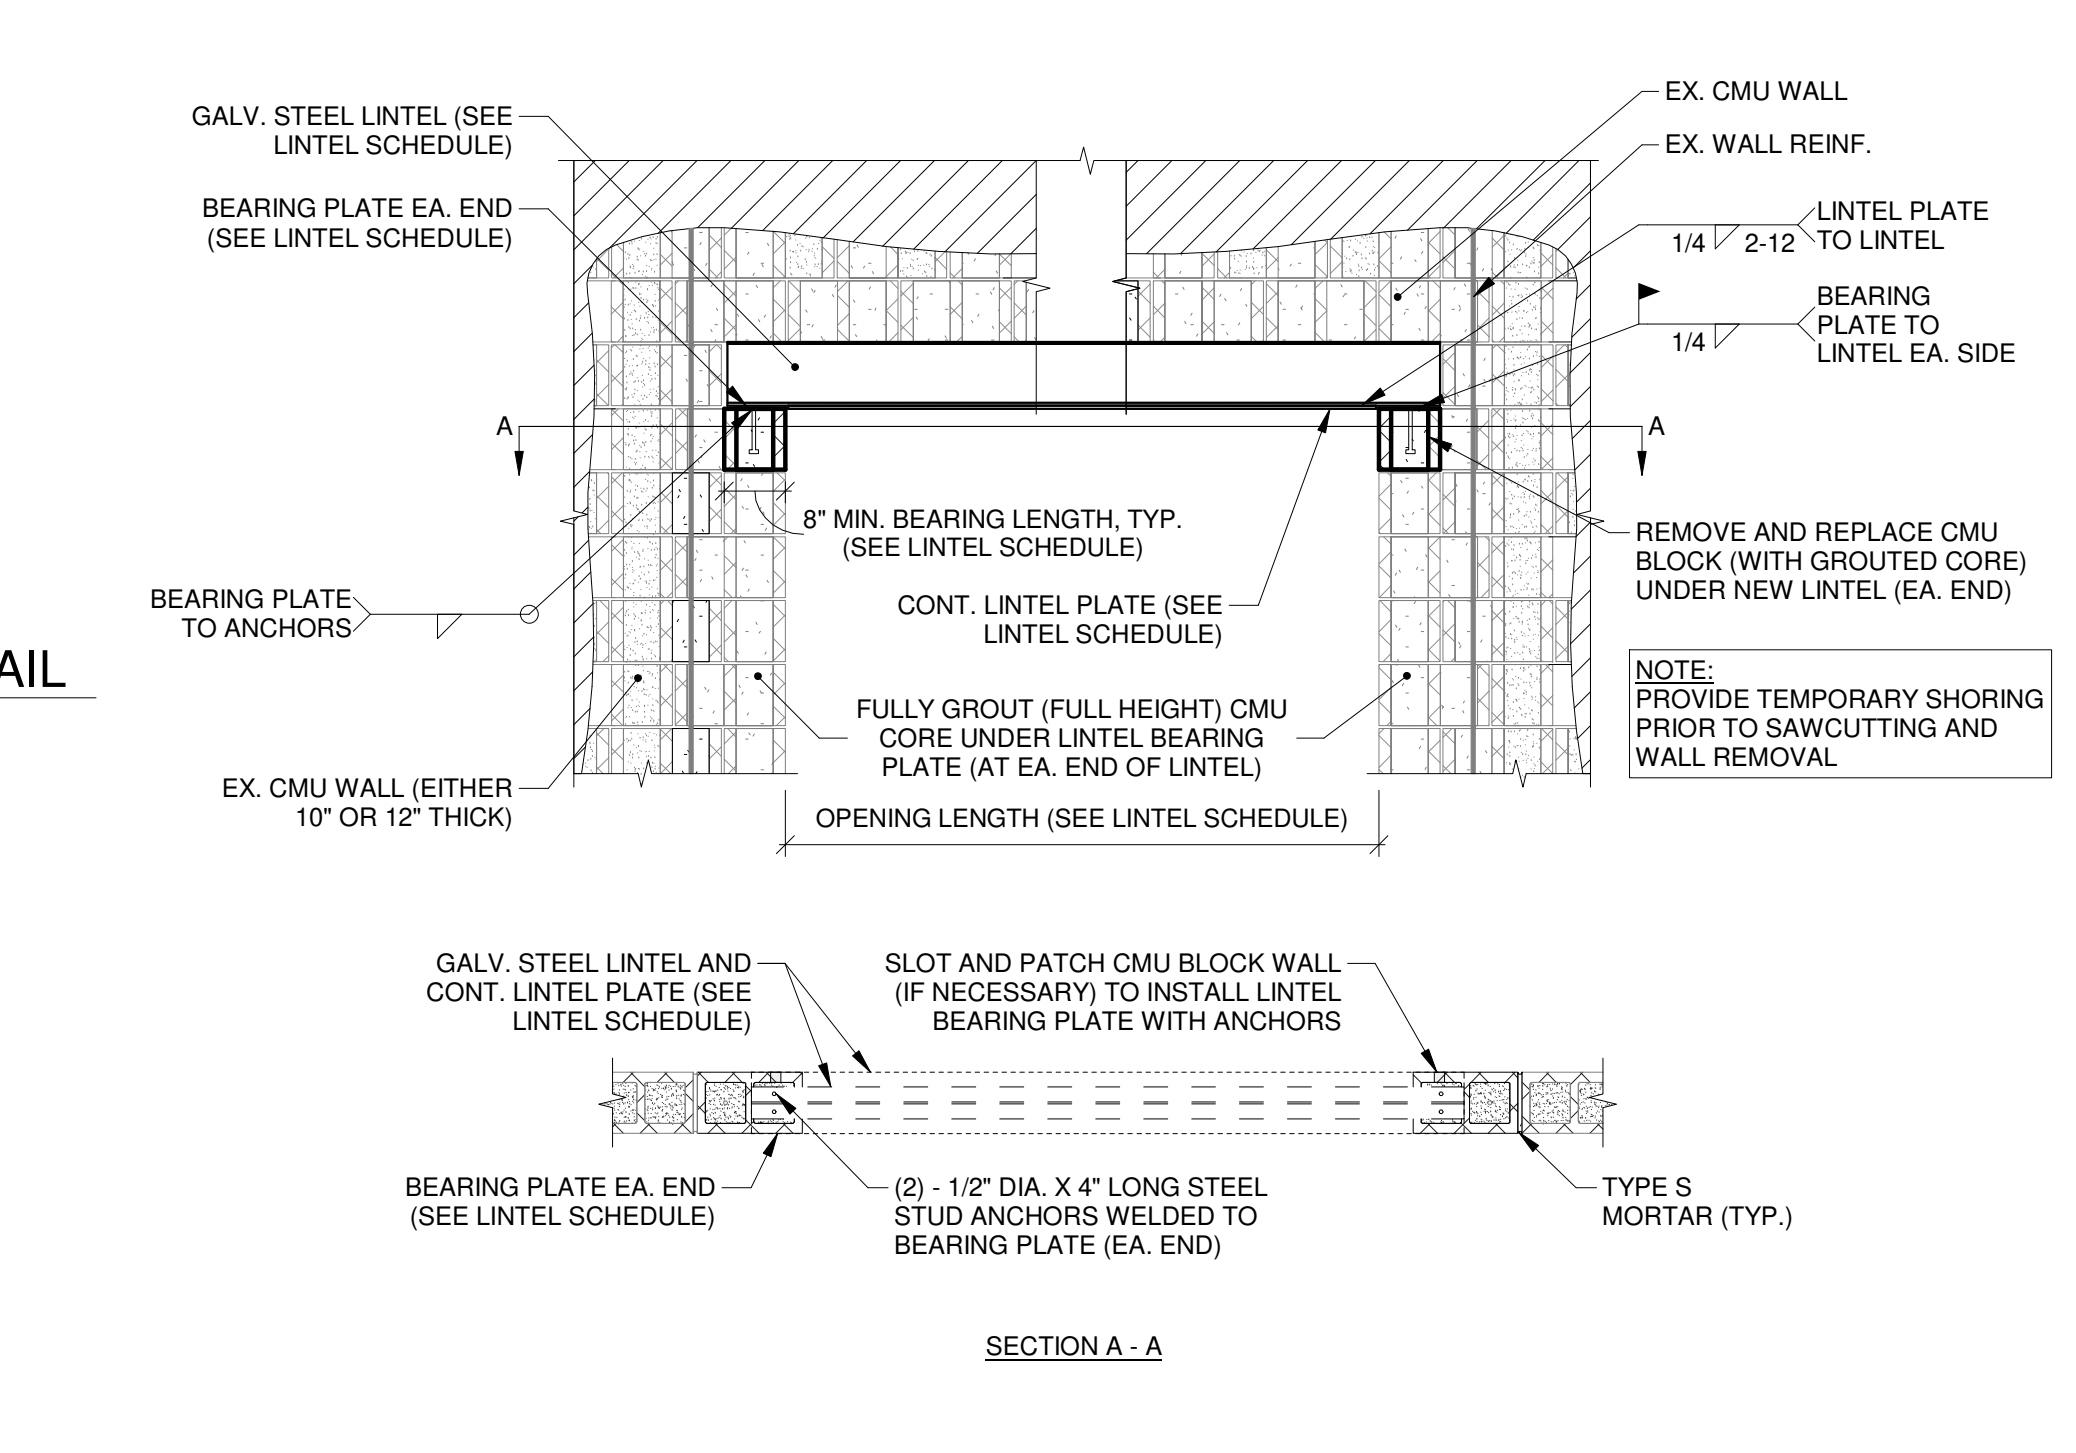 GALV. STEEL LINTEL (SEE
LINTEL SCHEDULE)
BEARING PLATE EA. END
(SEE LINTEL SCHEDULE)
EX. CMU WALL
EX. WALL REINF.
LINTEL PLATE
TO LINTEL
1/4
2-12
BEARING
PLATE TO
LINTEL EA. SIDE
1/4
A
A
8" MIN. BEARING LENGTH, TYP.
(SEE LINTEL SCHEDULE)
REMOVE AND REPLACE CMU
BLOCK (WITH GROUTED CORE)
UNDER NEW LINTEL (EA. END)
BEARING PLATE
TO ANCHORS
CONT. LINTEL PLATE (SEE
LINTEL SCHEDULE)
AIL
NOTE:
PROVIDE TEMPORARY SHORING
PRIOR TO SAWCUTTING AND
WALL REMOVAL
FULLY GROUT (FULL HEIGHT) CMU
CORE UNDER LINTEL BEARING
PLATE (AT EA. END OF LINTEL)
EX. CMU WALL (EITHER
10" OR 12" THICK)
OPENING LENGTH (SEE LINTEL SCHEDULE)
GALV. STEEL LINTEL AND
CONT. LINTEL PLATE (SEE
LINTEL SCHEDULE)
SLOT AND PATCH CMU BLOCK WALL
(IF NECESSARY) TO INSTALL LINTEL
BEARING PLATE WITH ANCHORS
BEARING PLATE EA. END
(SEE LINTEL SCHEDULE)
(2) - 1/2" DIA. X 4" LONG STEEL
STUD ANCHORS WELDED TO
BEARING PLATE (EA. END)
TYPE S
MORTAR (TYP.)
SECTION A - A